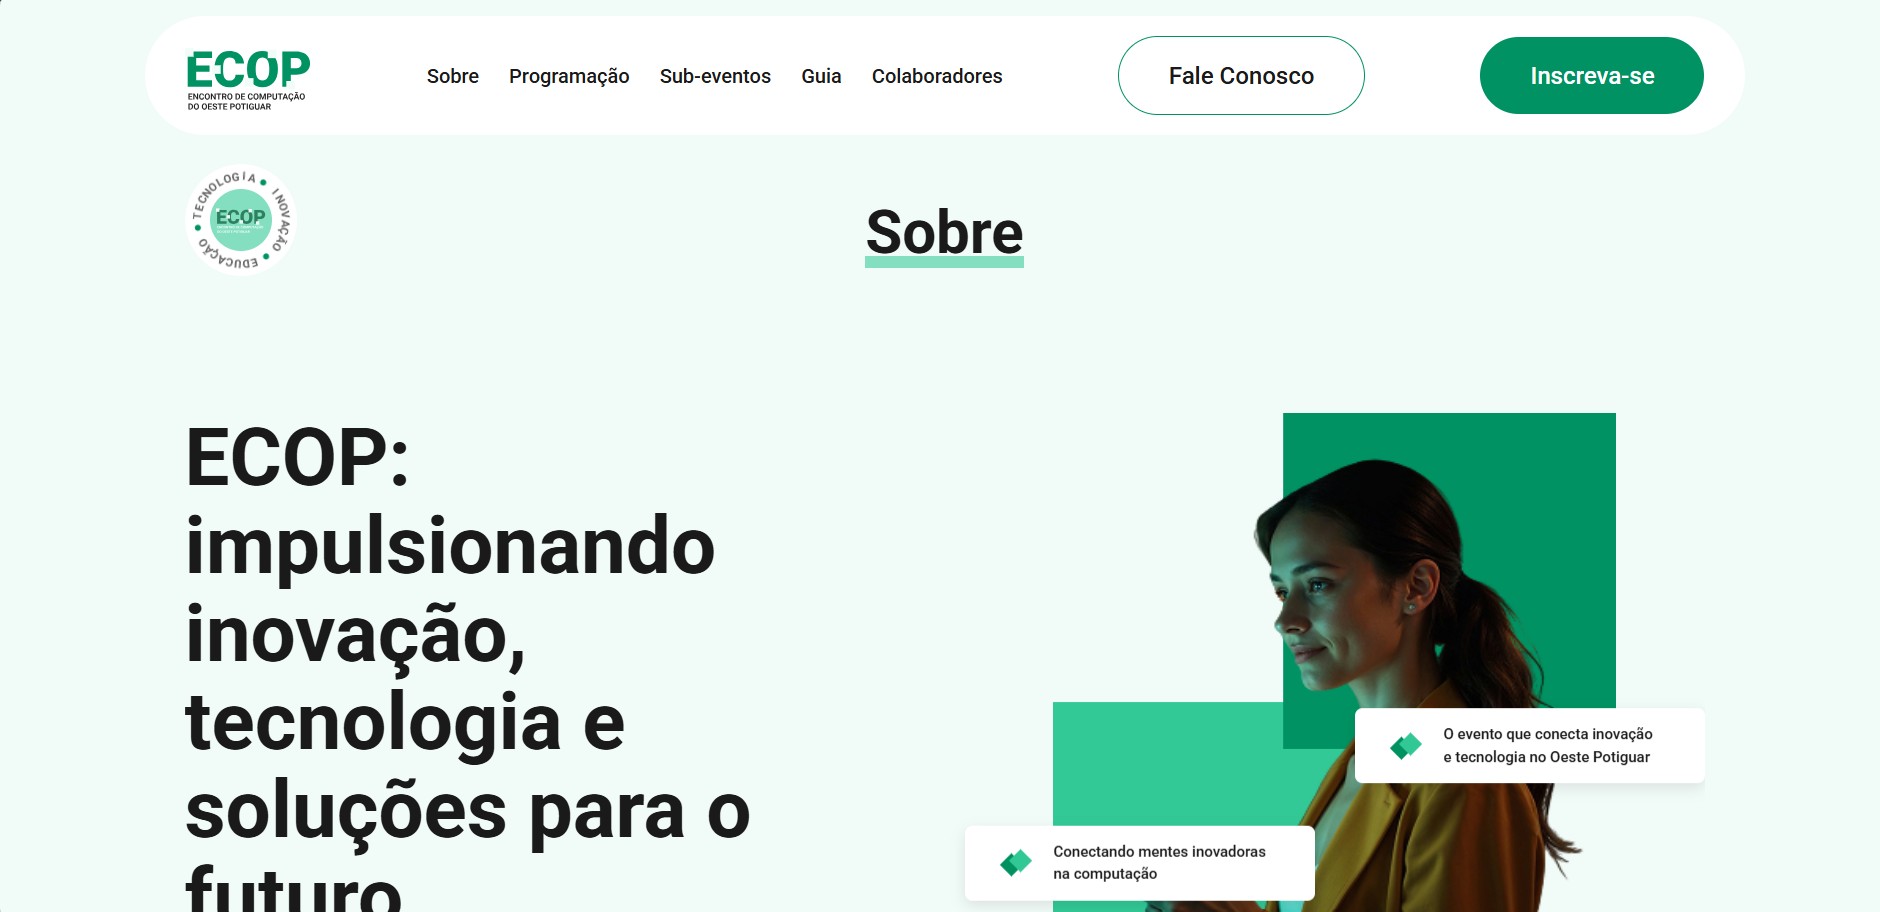 ECOP
ENCONTRO DE COMPUTAÇÃO
DO OESTE POTIGUAR
Sobre
Programação
Sub-eventos
Guia
Colaboradores
Fale Conosco
Inscreva-se
TECNOLOGIA • INOVAÇÃO • EDUCAÇÃO •
ECOP
Sobre
ECOP:
impulsionando
inovação,
tecnologia e
soluções para o
futuro
O evento que conecta inovação
e tecnologia no Oeste Potiguar
Conectando mentes inovadoras
na computação